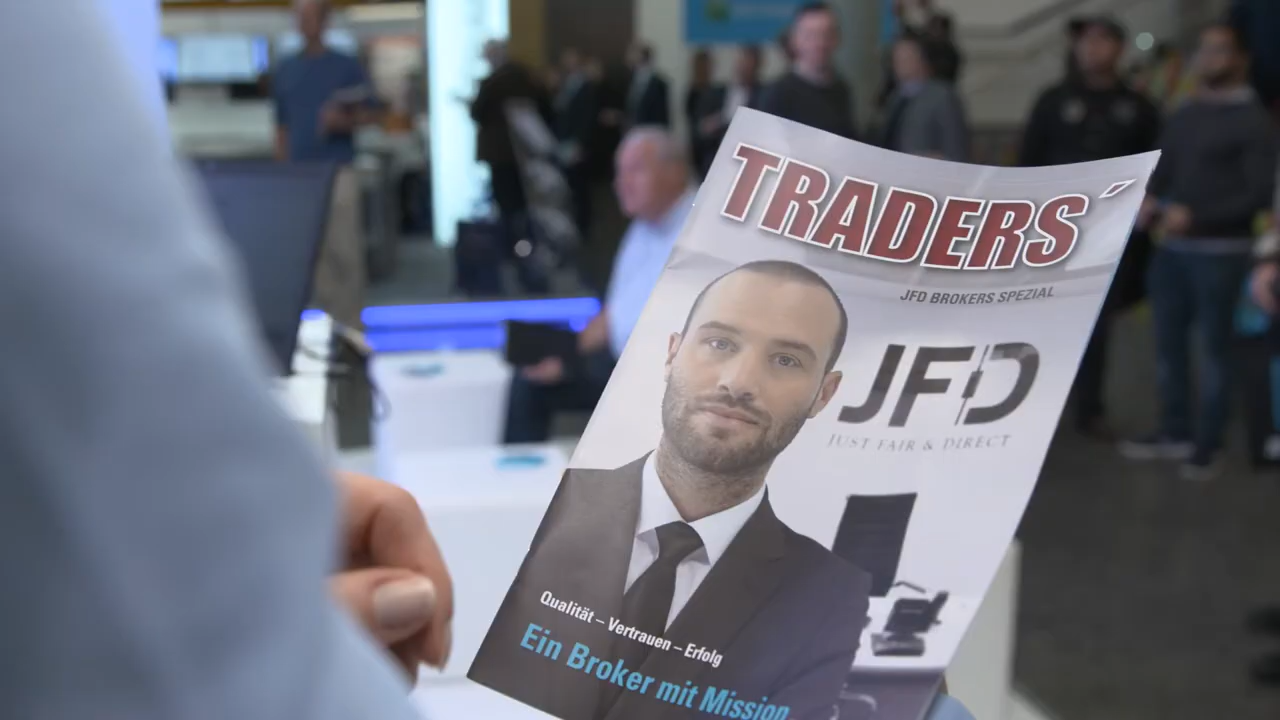 TRADERS´
JFD BROKERS SPEZIAL
JFD
JUST FAIR & DIRECT
Qualität – Vertrauen – Erfolg
Ein Broker mit Mission